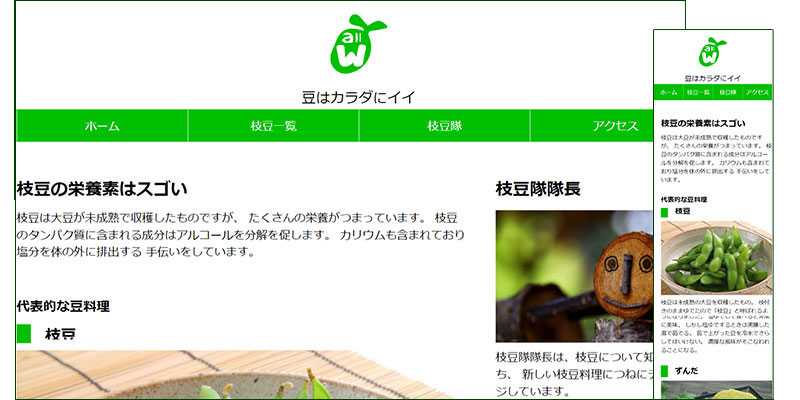 all
W
豆はカラダにイイ
ホーム 枝豆一覧 枝豆隊 アクセス
枝豆の栄養素はスゴい
枝豆は大豆が未成熟で収穫したものですが、 たくさんの栄養がつまっています。 枝豆
のタンパク質に含まれる成分はアルコールを分解を促します。 カリウムも含まれており
塩分を体の外に排出する 手伝いをしています。
代表的な豆料理
枝豆
枝豆隊隊長
枝豆隊隊長は、枝豆について知
ち、 新しい枝豆料理につねにチ
ジしています。
all
W
豆はカラダにイイ
ホーム 枝豆一覧 枝豆隊 アクセス
枝豆の栄養素はスゴい
枝豆は大豆が未成熟で収穫したものです
が、 たくさんの栄養がつまっています。 枝
豆のタンパク質に含まれる成分はアルコー
ルを分解を促します。 カリウムも含まれて
おり塩分を体の外に排出する 手伝いをして
います。
代表的な豆料理
枝豆
枝豆は未成熟の大豆を収穫したもの。 枝付
きのままゆでたので「枝豆」と呼ばれるよ
に美味、 しかし塩ゆでするときは沸騰した
湯で茹でる、 茹で上がった豆を冷水でさら
してはいけない。 濃厚な風味がそこなわれ
ることになる。
ずんだ